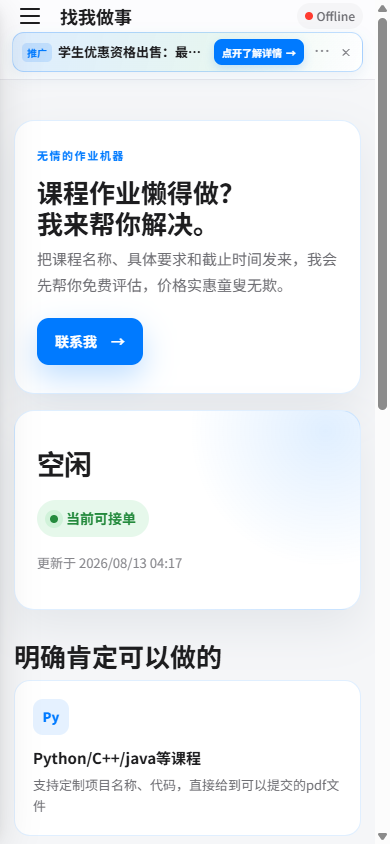 找我做事
Offline
推广 学生优惠资格出售：最… 点开了解详情 → … ×
无情的作业机器
课程作业懒得做？
我来帮你解决。
把课程名称、具体要求和截止时间发来，我会
先帮你免费评估，价格实惠童叟无欺。
联系我 →
空闲
当前可接单
更新于 2026/08/13 04:17
明确肯定可以做的
Py
Python/C++/java等课程
支持定制项目名称、代码，直接给到可以提交的pdf文
件